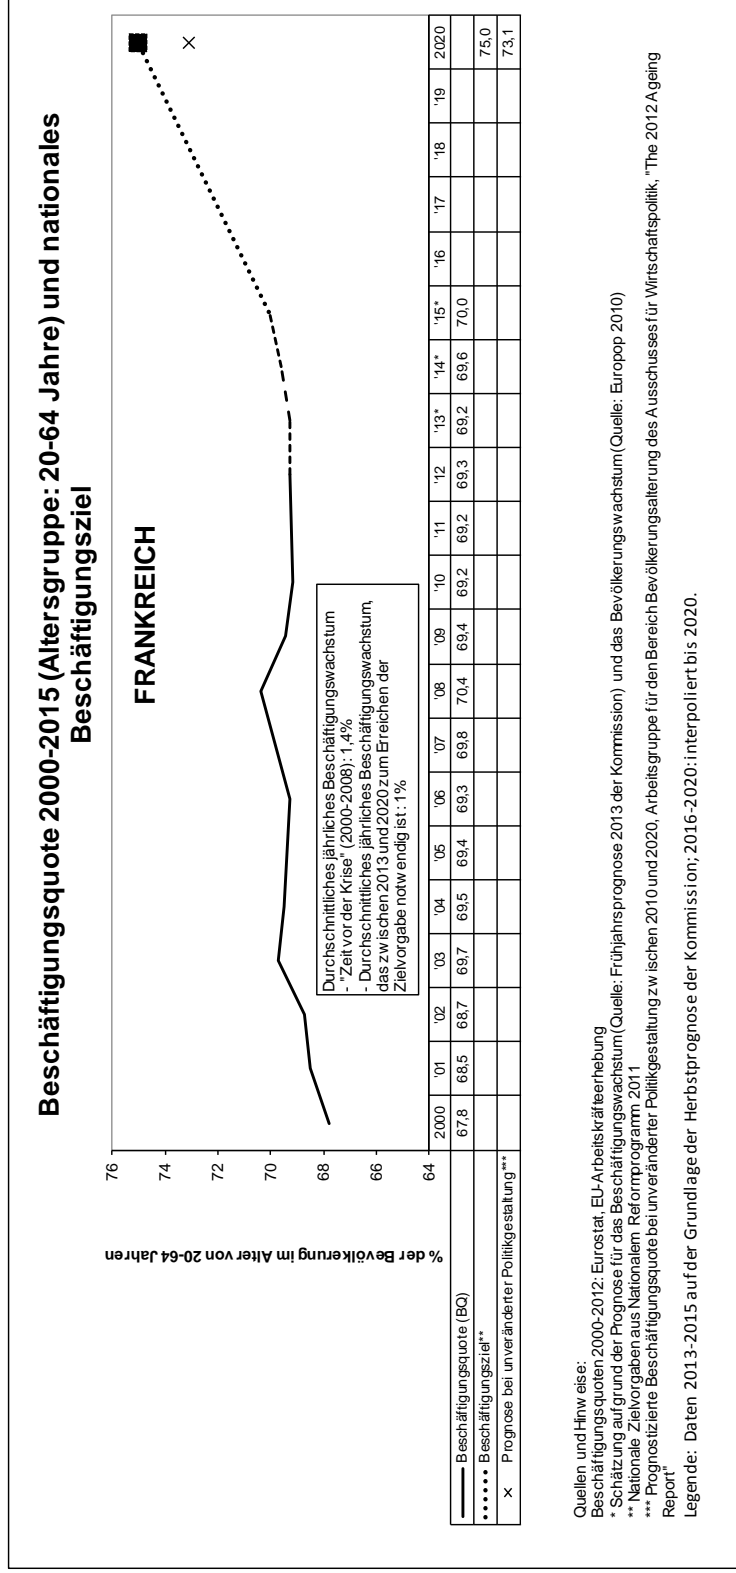 Beschäftigungsquote 2000-2015 (Altersgruppe: 20-64 Jahre) und nationales
Beschäftigungsziel
FRANKREICH
% der Bevölkerung im Alter von 20-64 Jahren
76
74
72
70
68
66
64
Durchschnittliches jährliches Beschäftigungswachstum
- "Zeit vor der Krise" (2000-2008): 1,4%
- Durchschnittliches jährliches Beschäftigungswachstum,
das zwischen 2013 und 2020 zum Erreichen der
Zielvorgabe notwendig ist: 1%
2000 '01 '02 '03 '04 '05 '06 '07 '08 '09 '10 '11 '12 '13* '14* '15* '16 '17 '18 '19 2020
Beschäftigungsquote (BQ) 67,8 68,5 68,7 69,7 69,5 69,4 69,3 69,8 70,4 69,4 69,2 69,2 69,3 69,2 69,6 70,0
Beschäftigungsziel** 75,0
Prognose bei unveränderter Politikgestaltung*** 73,1
Quellen und Hinweise:
Beschäftigungsquoten 2000-2012: Eurostat, EU-Arbeitskräfteerhebung
* Schätzung aufgrund der Prognose für das Beschäftigungswachstum (Quelle: Frühjahrsprognose 2013 der Kommission) und das Bevölkerungswachstum (Quelle: Europop 2010)
** Nationale Zielvorgaben aus Nationalem Reformprogramm 2011
*** Prognostizierte Beschäftigungsquote bei unveränderter Politikgestaltung zwischen 2010 und 2020, Arbeitsgruppe für den Bereich Bevölkerungsalterung des Ausschusses für Wirtschaftspolitik, "The 2012 Ageing
Report"
Legende: Daten 2013-2015 auf der Grundlage der Herbstprognose der Kommission; 2016-2020: interpoliert bis 2020.